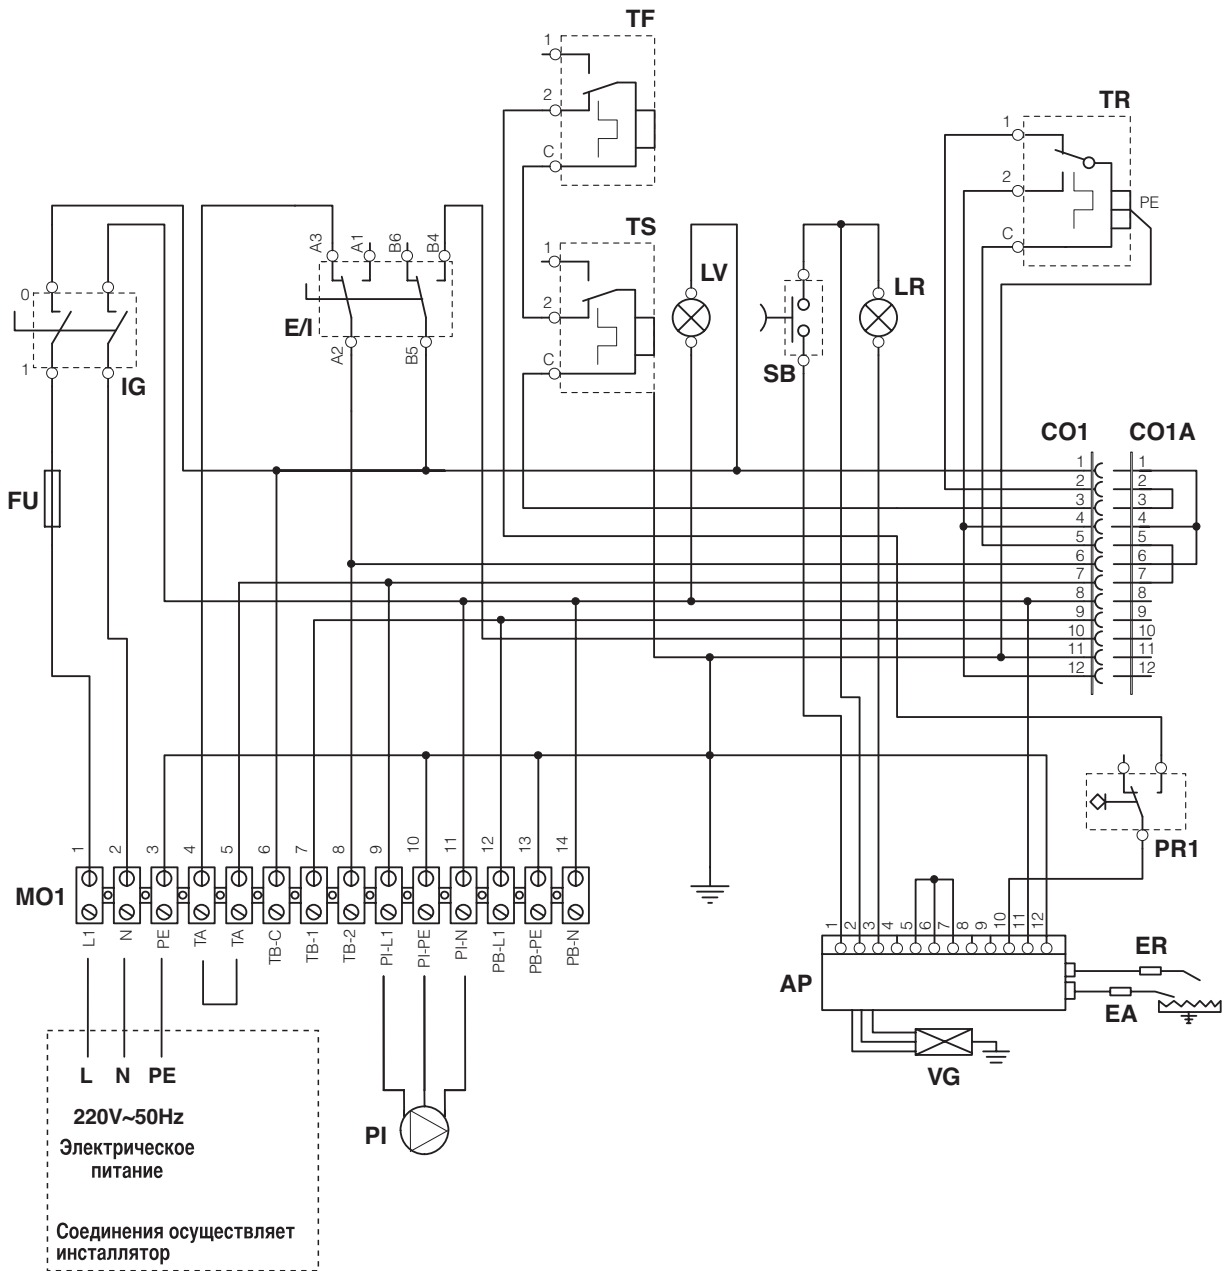 TF
1
2
C
TR
1
2
C
PE
TS
1
2
C
A3
A1
B6
B4
E/I
A2
B5
0
1
IG
LV
LR
SB
FU
CO1
CO1A
1 1
2 2
3 3
4 4
5 5
6 6
7 7
8 8
9 9
10 10
11 11
12 12
PR1
1 2 3 4 5 6 7 8 9 10 11 12 13 14
MO1
L1 N PE TA TA TB-C TB-1 TB-2 PI-L1 PI-PE PI-N PB-L1 PB-PE PB-N
1 2 3 4 5 6 7 8 9 10 11 12
AP
ER
EA
VG
L N PE
220V~50Hz
Электрическое
питание
PI
Соединения осуществляет
инсталлятор